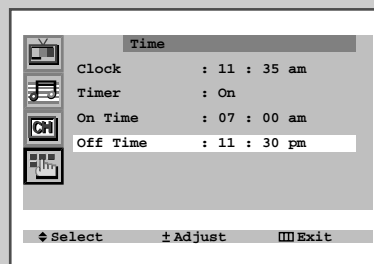 Time
Clock : 11 : 35 am
Timer : On
On Time : 07 : 00 am
CH
Off Time : 11 : 30 pm
Select ± Adjust Exit